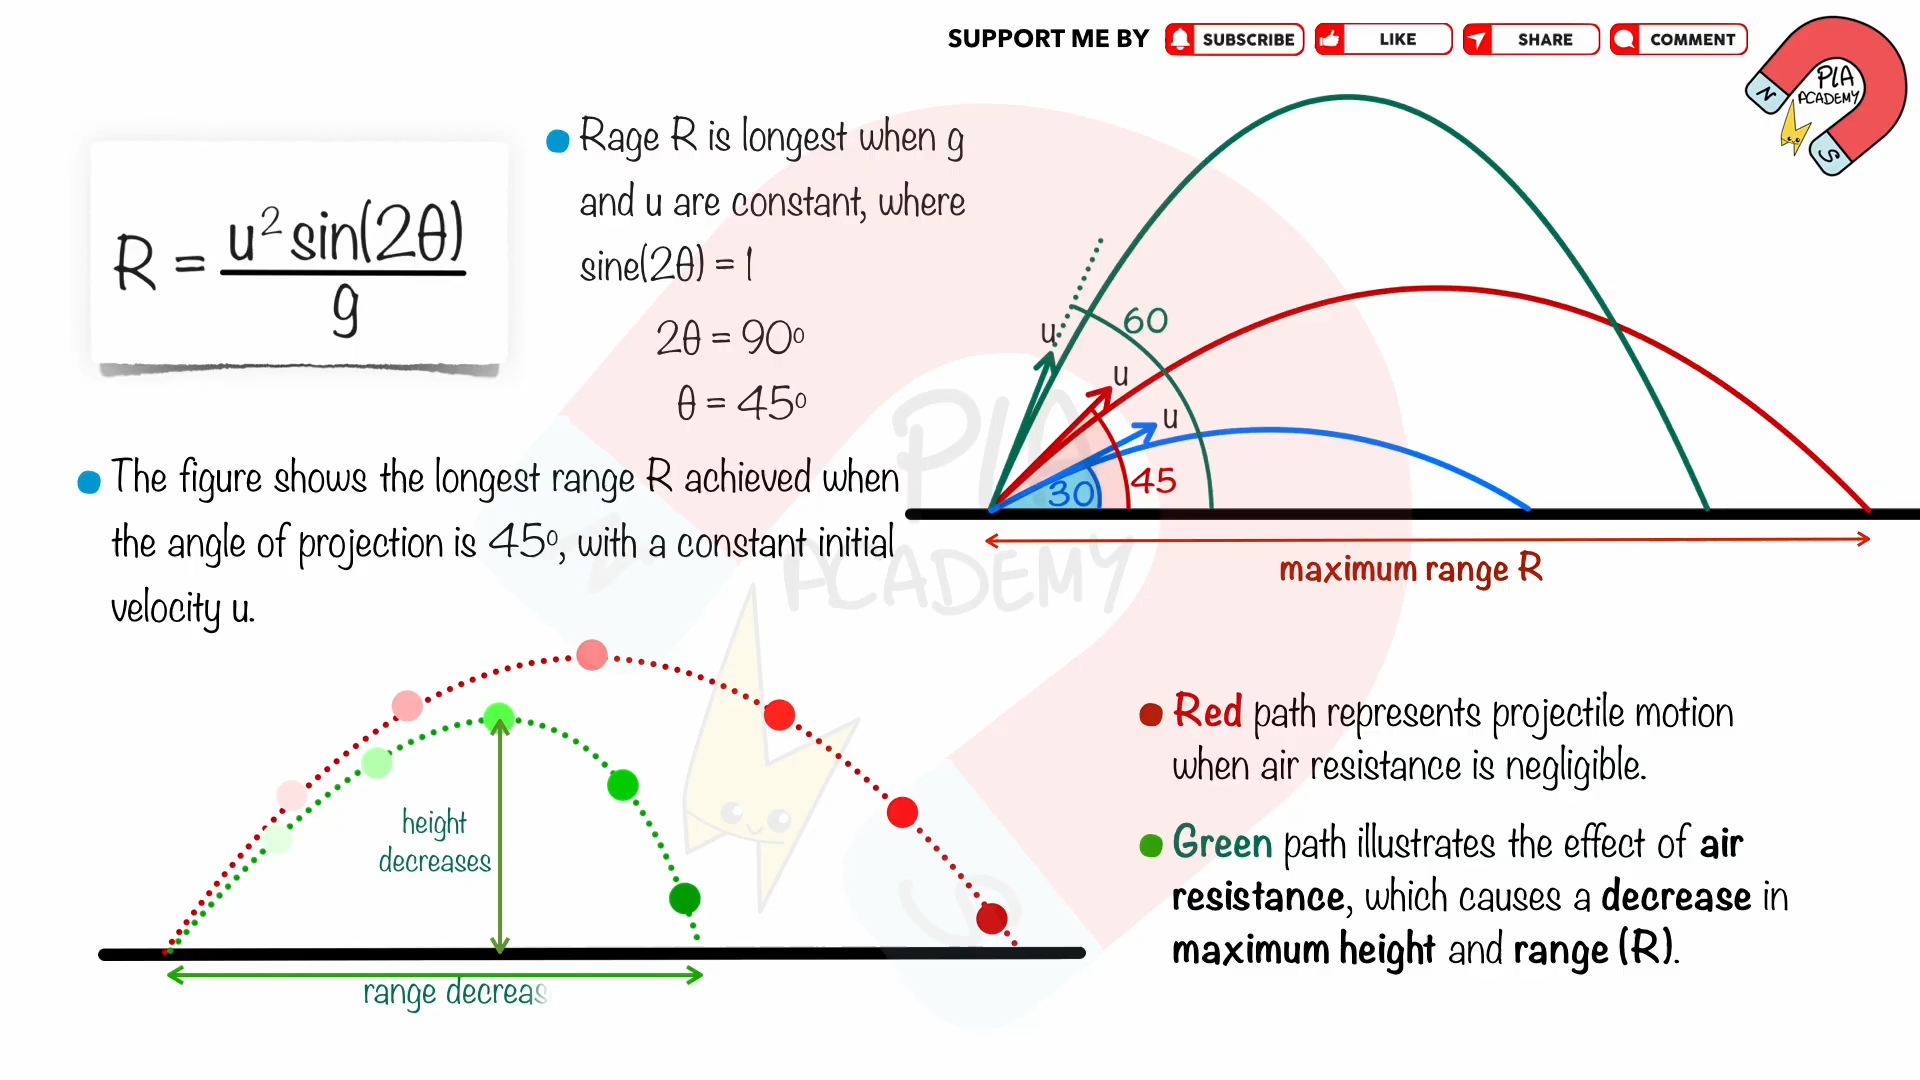 SUPPORT ME BY
SUBSCRIBE
LIKE
SHARE
COMMENT
PLA
ACADEMY
N
S
R = u² sin(2θ) / g
Rage R is longest when g
and u are constant, where
sine(2θ) = 1
2θ = 90⁰
θ = 45⁰
The figure shows the longest range R achieved when
the angle of projection is 45⁰, with a constant initial
velocity u.
u
60
u
u
45
30
maximum range R
PLA
ACADEMY
height
decreases
range decreas
Red path represents projectile motion
when air resistance is negligible.
Green path illustrates the effect of air
resistance, which causes a decrease in
maximum height and range (R).